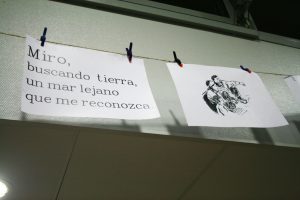 Miro,
buscando tierra,
un mar lejano
que me reconozca